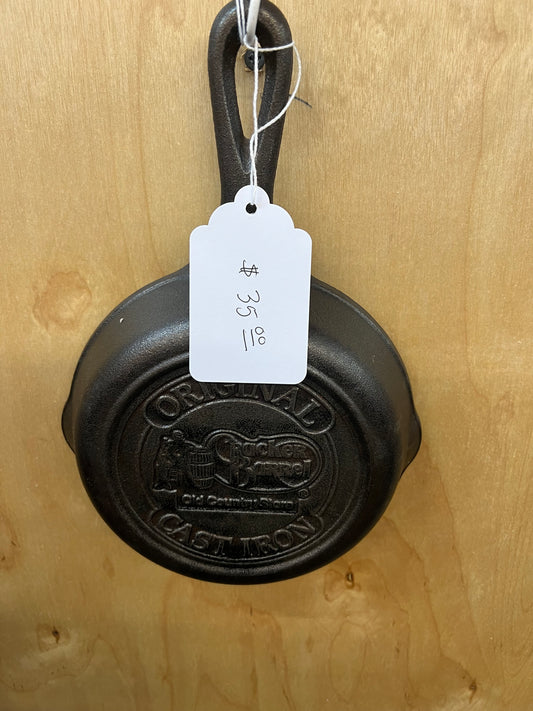 $ 35 00
ORIGINAL
Cracker
Barrel
Old Country Store
®
CAST IRON